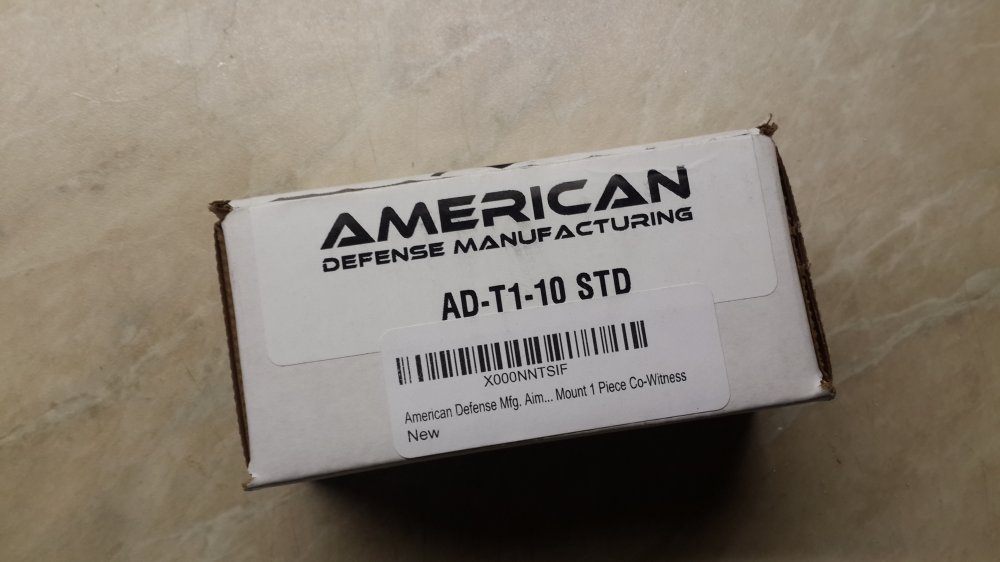 AMERICAN
DEFENSE MANUFACTURING
AD-T1-10 STD
X000NNTSIF
American Defense Mfg. Aim... Mount 1 Piece Co-Witness
New